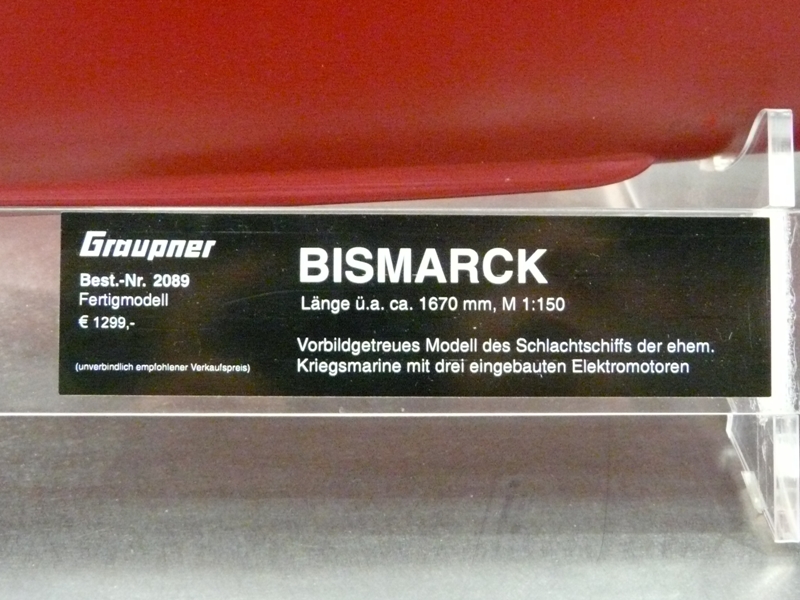 Graupner
Best.-Nr. 2089
Fertigmodell
€ 1299,-
(unverbindlich empfohlener Verkaufspreis)
BISMARCK
Länge ü.a. ca. 1670 mm, M 1:150
Vorbildgetreues Modell des Schlachtschiffs der ehem.
Kriegsmarine mit drei eingebauten Elektromotoren